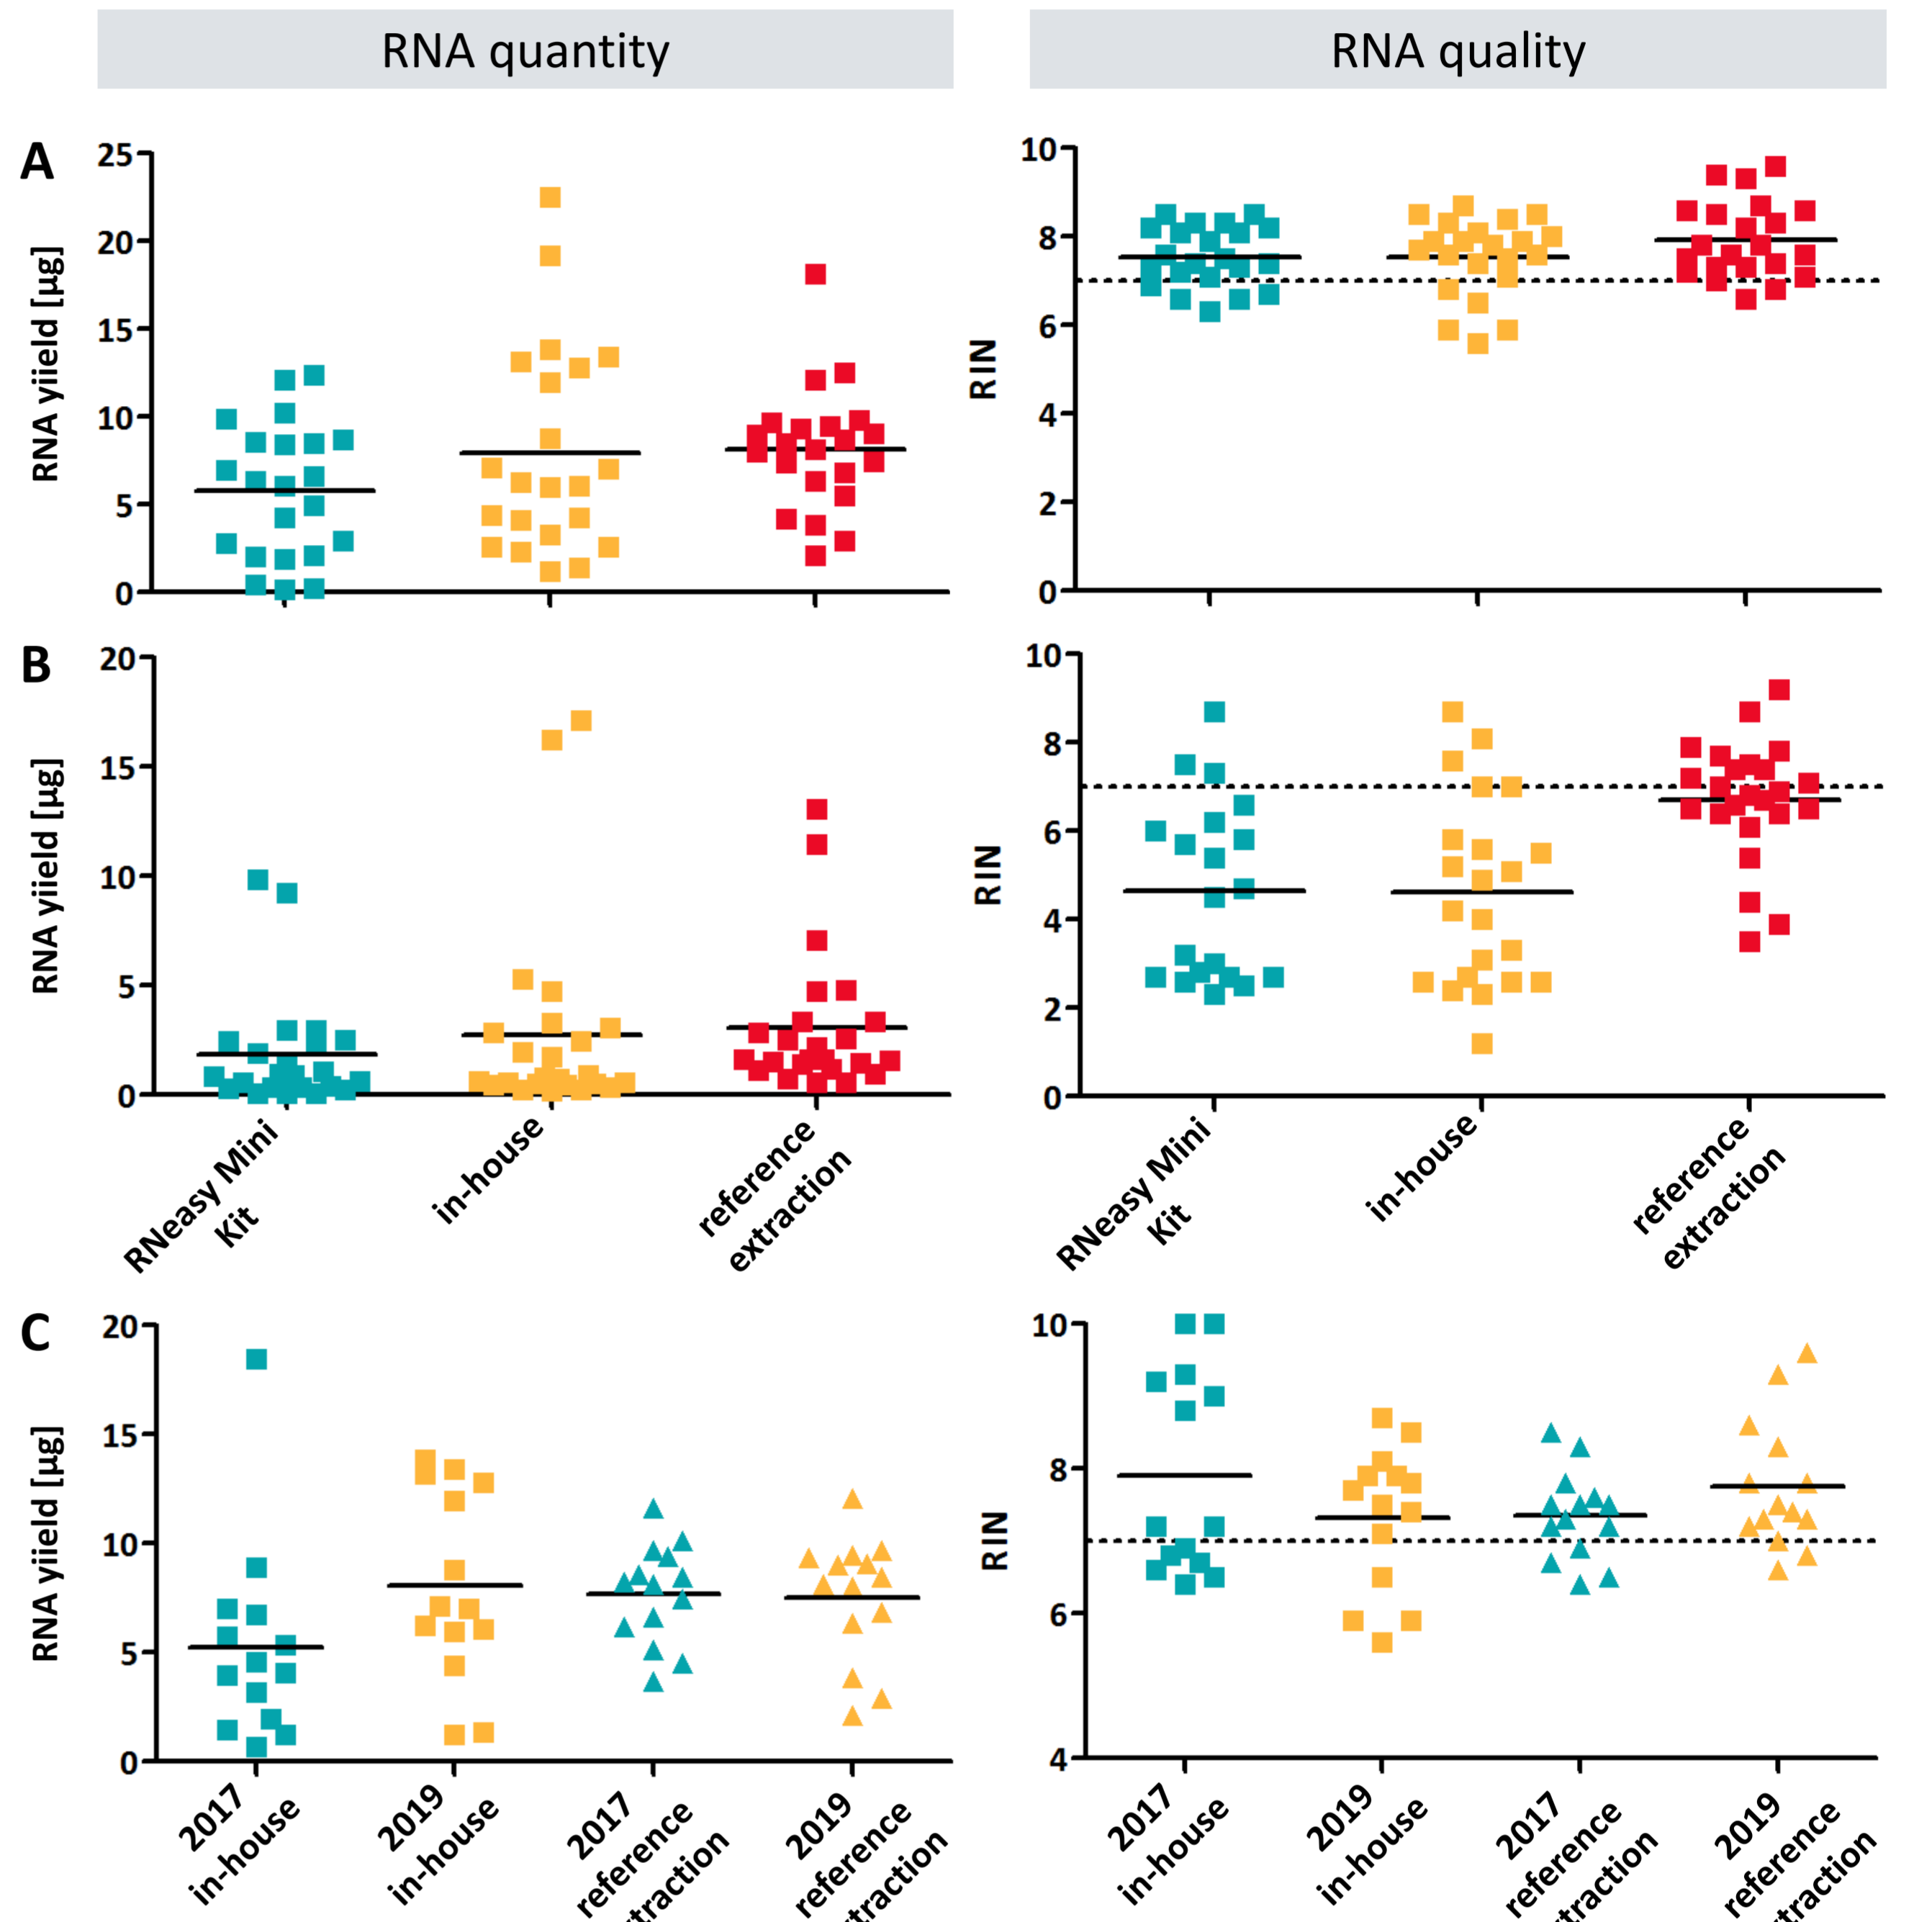 RNA quantity
RNA quality
A
RNA yiield [µg]
25
20
15
10
5
0
RIN
10
8
6
4
2
0
B
RNA yiield [µg]
20
15
10
5
0
RNeasy Mini
Kit
in-house
reference
extraction
RIN
10
8
6
4
2
0
RNeasy Mini
Kit
in-house
reference
extraction
C
RNA yiield [µg]
20
15
10
5
0
2017
in-house
2019
in-house
2017
reference
traction
2019
reference
traction
RIN
10
8
6
4
2017
in-house
2019
in-house
2017
reference
traction
2019
reference
traction